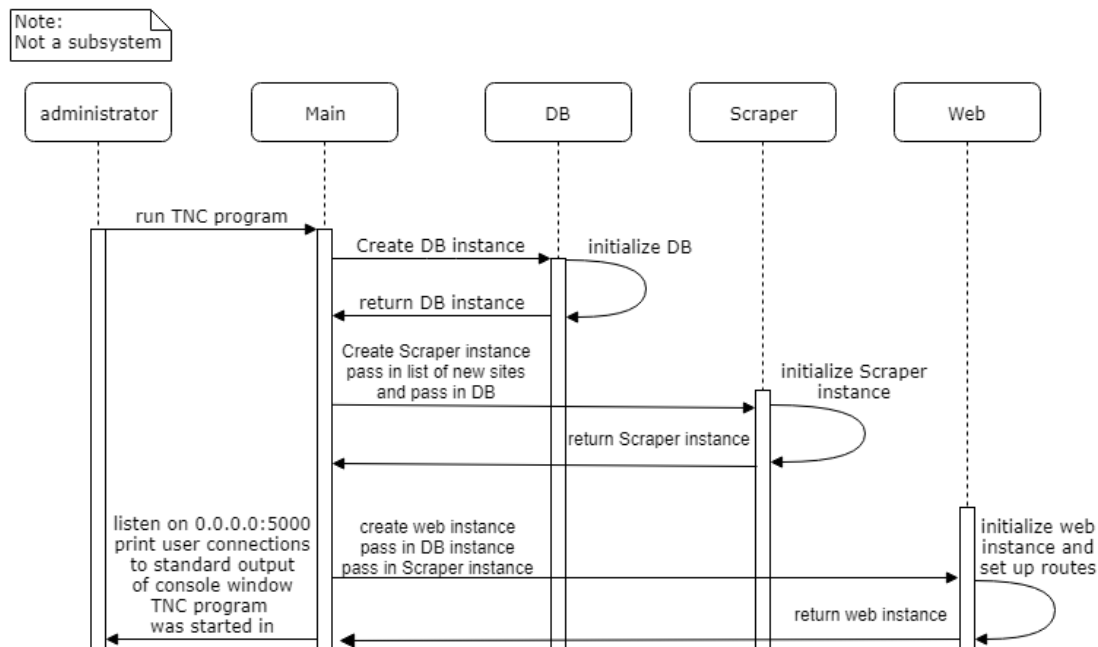 Note:
Not a subsystem
administrator
Main
DB
Scraper
Web
run TNC program
Create DB instance
initialize DB
return DB instance
Create Scraper instance
pass in list of new sites
and pass in DB
initialize Scraper
instance
return Scraper instance
listen on 0.0.0.0:5000
print user connections
to standard output
of console window
TNC program
was started in
create web instance
pass in DB instance
pass in Scraper instance
initialize web
instance and
set up routes
return web instance